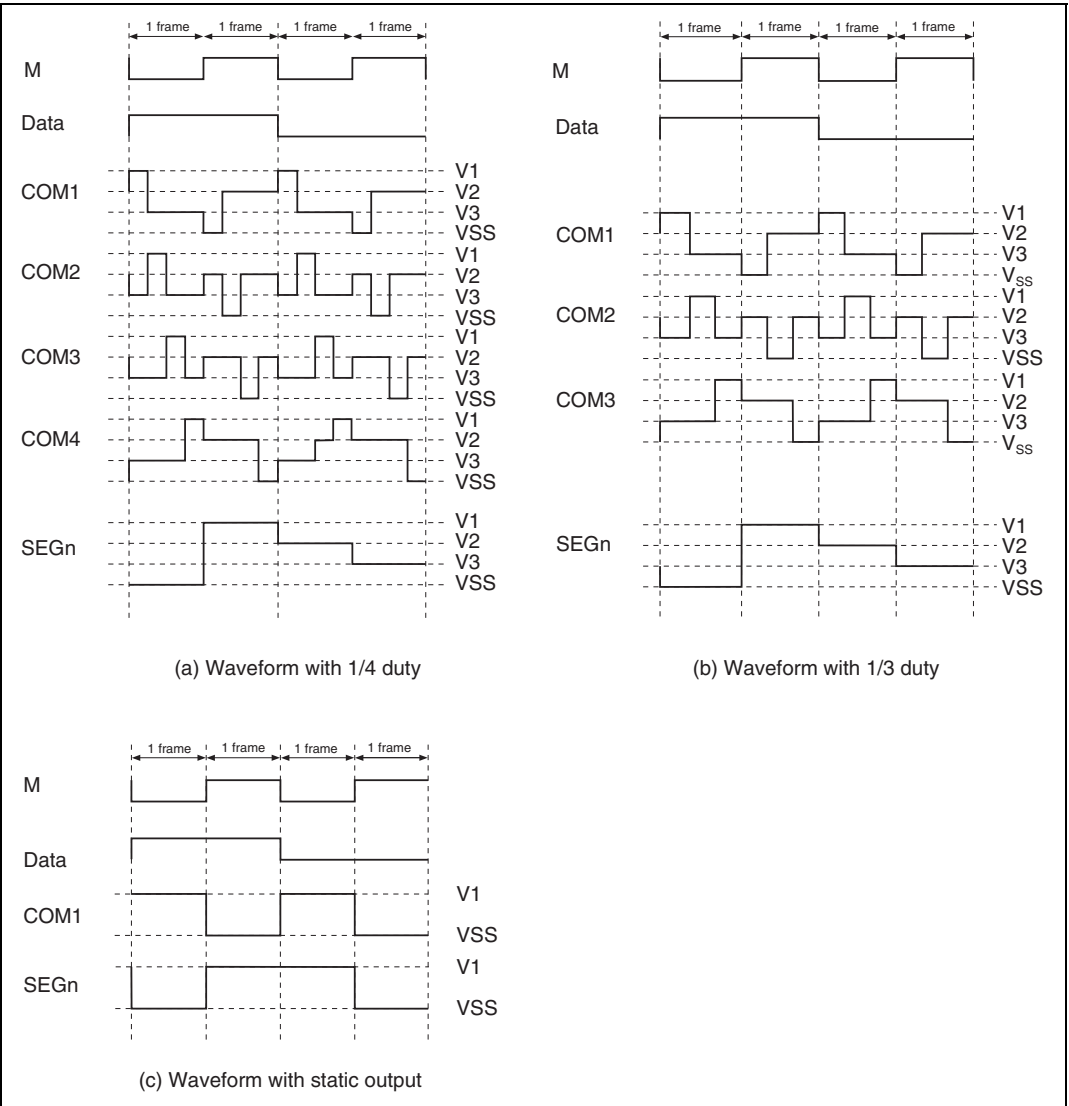 1 frame 1 frame 1 frame 1 frame
M
Data
COM1
V1
V2
V3
VSS
COM2
V1
V2
V3
VSS
COM3
V1
V2
V3
VSS
COM4
V1
V2
V3
VSS
SEGn
V1
V2
V3
VSS
(a) Waveform with 1/4 duty
1 frame 1 frame 1 frame 1 frame
M
Data
COM1
V1
V2
V3
VSS
COM2
V1
V2
V3
VSS
COM3
V1
V2
V3
VSS
SEGn
V1
V2
V3
VSS
(b) Waveform with 1/3 duty
1 frame 1 frame 1 frame 1 frame
M
Data
COM1
V1
VSS
SEGn
V1
VSS
(c) Waveform with static output